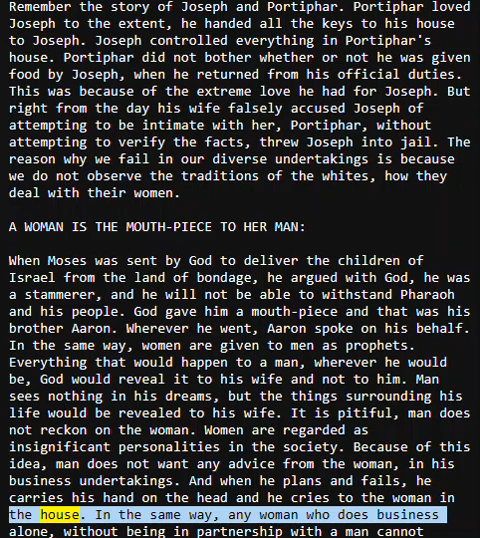 Remember the story of Joseph and Portiphar. Portiphar loved
Joseph to the extent, he handed all the keys to his house
to Joseph. Joseph controlled everything in Portiphar's
house. Portiphar did not bother whether or not he was given
food by Joseph, when he returned from his official duties.
This was because of the extreme love he had for Joseph. But
right from the day his wife falsely accused Joseph of
attempting to be intimate with her, Portiphar, without
attempting to verify the facts, threw Joseph into jail. The
reason why we fail in our diverse undertakings is because
we do not observe the traditions of the whites, how they
deal with their women.
A WOMAN IS THE MOUTH-PIECE TO HER MAN:
When Moses was sent by God to deliver the children of
Israel from the land of bondage, he argued with God, he was
a stammerer, and he will not be able to withstand Pharaoh
and his people. God gave him a mouth-piece and that was his
brother Aaron. Wherever he went, Aaron spoke on his behalf.
In the same way, women are given to men as prophets.
Everything that would happen to a man, wherever he would
be, God would reveal it to his wife and not to him. Man
sees nothing in his dreams, but the things surrounding his
life would be revealed to his wife. It is pitiful, man does
not reckon on the woman. Women are regarded as
insignificant personalities in the society. Because of this
idea, man does not want any advice from the woman, in his
business undertakings. And when he plans and fails, he
carries his hand on the head and he cries to the woman in
the house. In the same way, any woman who does business
alone, without being in partnership with a man cannot